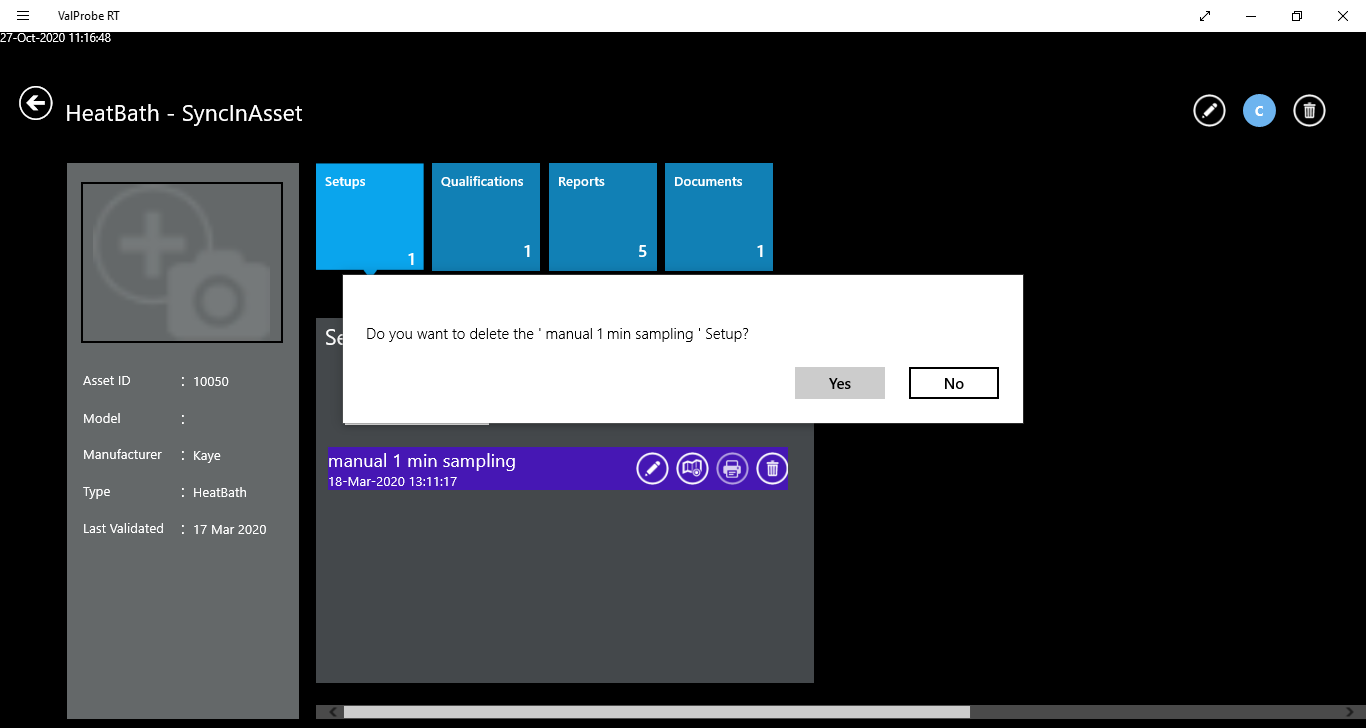 ValProbe RT
27-Oct-2020 11:16:48
HeatBath - SyncInAsset
C
Setups
1
Qualifications
1
Reports
5
Documents
1
Se
Do you want to delete the ' manual 1 min sampling ' Setup?
Yes
No
Asset ID : 10050
Model :
Manufacturer : Kaye
Type : HeatBath
Last Validated : 17 Mar 2020
manual 1 min sampling
18-Mar-2020 13:11:17